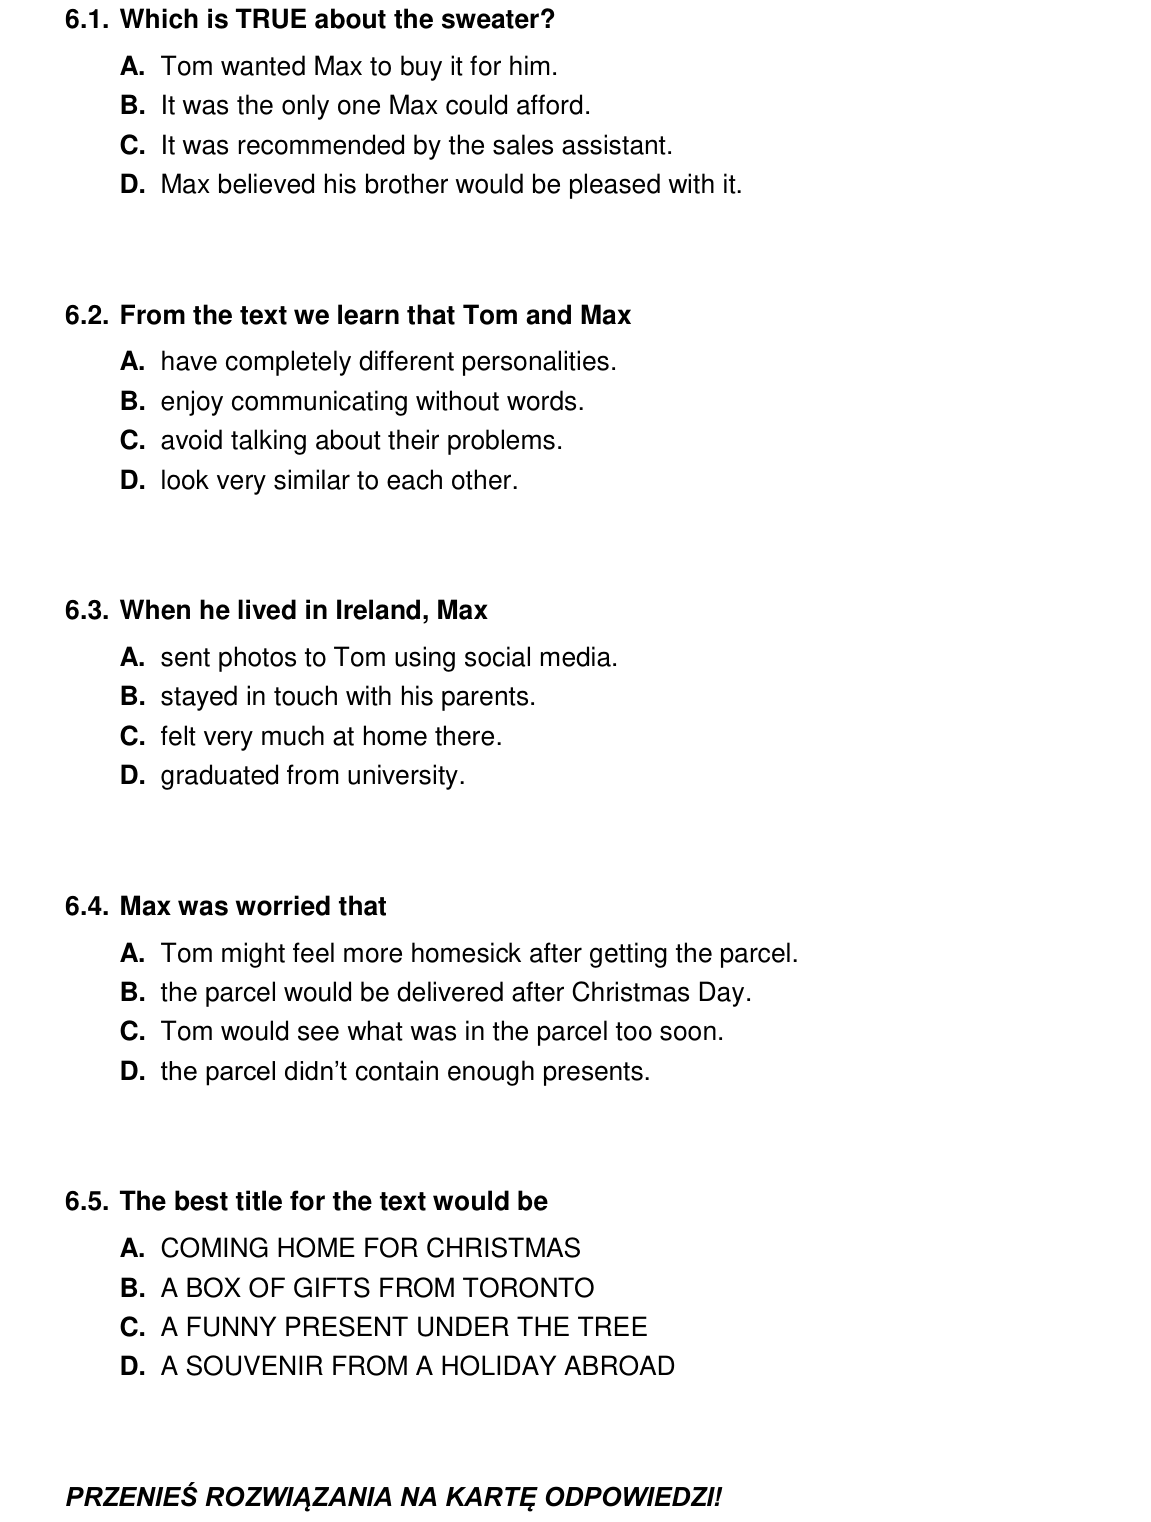 6.1. Which is TRUE about the sweater?
A. Tom wanted Max to buy it for him.
B. It was the only one Max could afford.
C. It was recommended by the sales assistant.
D. Max believed his brother would be pleased with it.
6.2. From the text we learn that Tom and Max
A. have completely different personalities.
B. enjoy communicating without words.
C. avoid talking about their problems.
D. look very similar to each other.
6.3. When he lived in Ireland, Max
A. sent photos to Tom using social media.
B. stayed in touch with his parents.
C. felt very much at home there.
D. graduated from university.
6.4. Max was worried that
A. Tom might feel more homesick after getting the parcel.
B. the parcel would be delivered after Christmas Day.
C. Tom would see what was in the parcel too soon.
D. the parcel didn’t contain enough presents.
6.5. The best title for the text would be
A. COMING HOME FOR CHRISTMAS
B. A BOX OF GIFTS FROM TORONTO
C. A FUNNY PRESENT UNDER THE TREE
D. A SOUVENIR FROM A HOLIDAY ABROAD
PRZENIEŚ ROZWIĄZANIA NA KARTĘ ODPOWIEDZI!